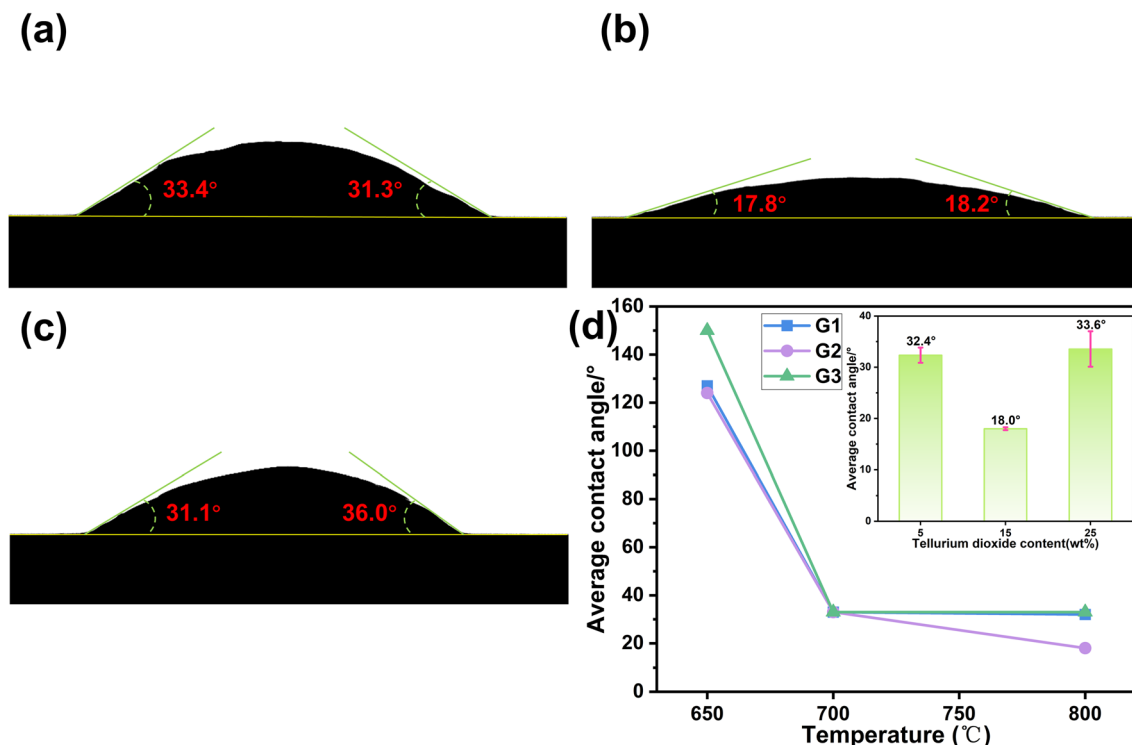 (a)
33.4°
31.3°
(b)
17.8°
18.2°
(c)
31.1°
36.0°
(d)
160
140
120
100
80
60
40
20
0
Average contact angle/°
650
700
750
800
Temperature (℃)
G1
G2
G3
40
30
20
10
0
Average contact angle/°
32.4°
18.0°
33.6°
5
15
25
Tellurium dioxide content(wt%)